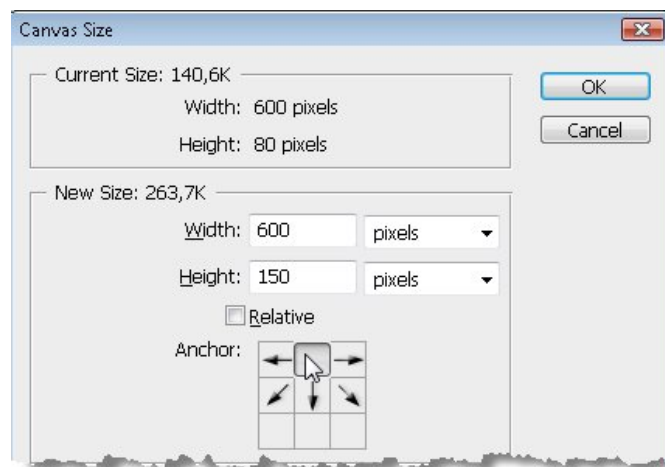 Canvas Size
Current Size: 140,6K
Width: 600 pixels
Height: 80 pixels
OK
Cancel
New Size: 263,7K
Width: 600 pixels
Height: 150 pixels
Relative
Anchor: